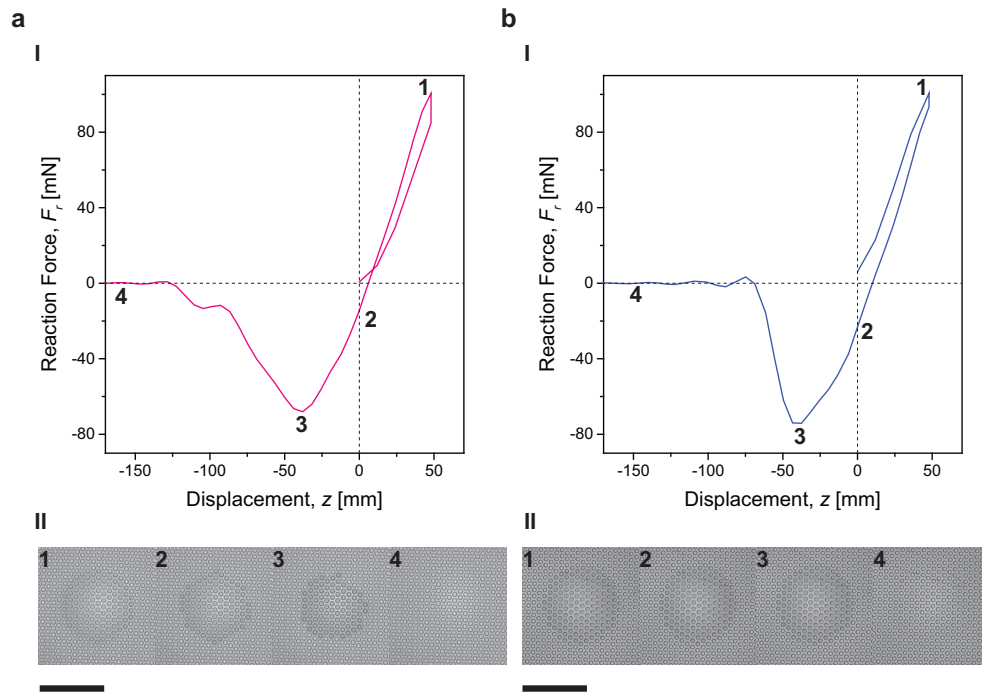 a
I
Reaction Force, F_r [mN]
80
40
0
-40
-80
1
2
3
4
-150 -100 -50 0 50
Displacement, z [mm]
II
1 2 3 4
b
I
Reaction Force, F_r [mN]
80
40
0
-40
-80
1
2
3
4
-150 -100 -50 0 50
Displacement, z [mm]
II
1 2 3 4